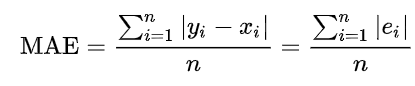 MAE = \frac{\sum_{i=1}^{n} |y_i - x_i|}{n} = \frac{\sum_{i=1}^{n} |e_i|}{n}